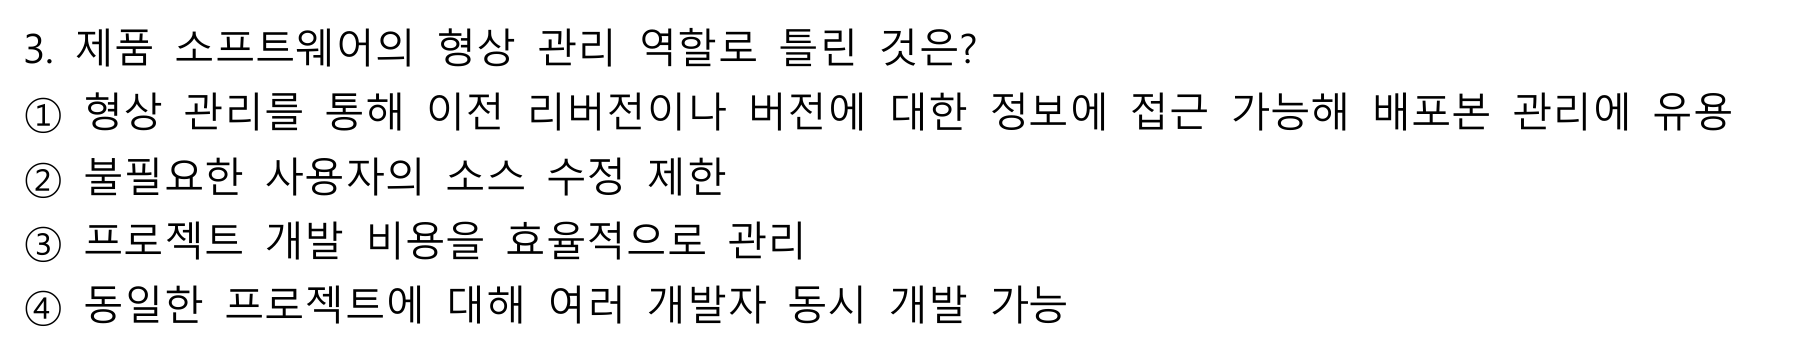 3. 제품 소프트웨어의 형상 관리 역할로 틀린 것은?
① 형상 관리를 통해 이전 리버전이나 버전에 대한 정보에 접근 가능해 배포본 관리에 유용
② 불필요한 사용자의 소스 수정 제한
③ 프로젝트 개발 비용을 효율적으로 관리
④ 동일한 프로젝트에 대해 여러 개발자 동시 개발 가능